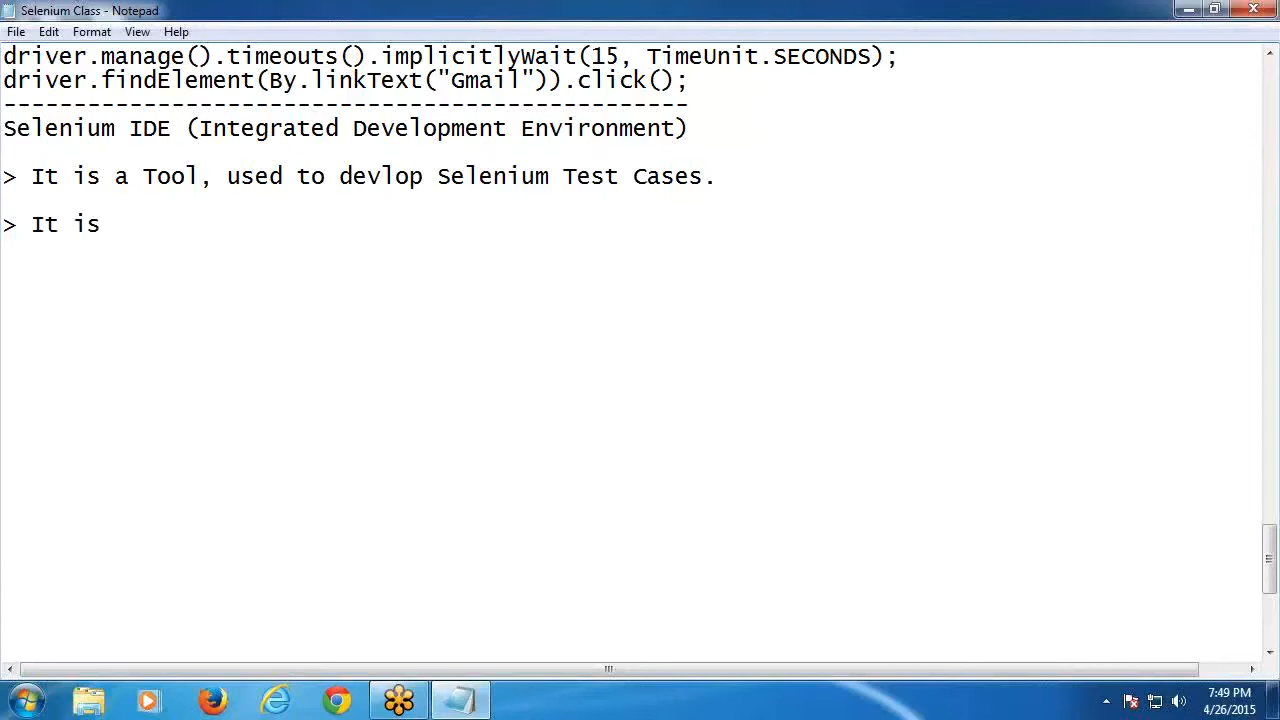 Selenium Class - Notepad
File Edit Format View Help
driver.manage().timeouts().implicitlyWait(15, TimeUnit.SECONDS);
driver.findElement(By.linkText("Gmail")).click();
-------------------------------------------------
Selenium IDE (Integrated Development Environment)
> It is a Tool, used to devlop Selenium Test Cases.
> It is
7:49 PM
4/26/2015